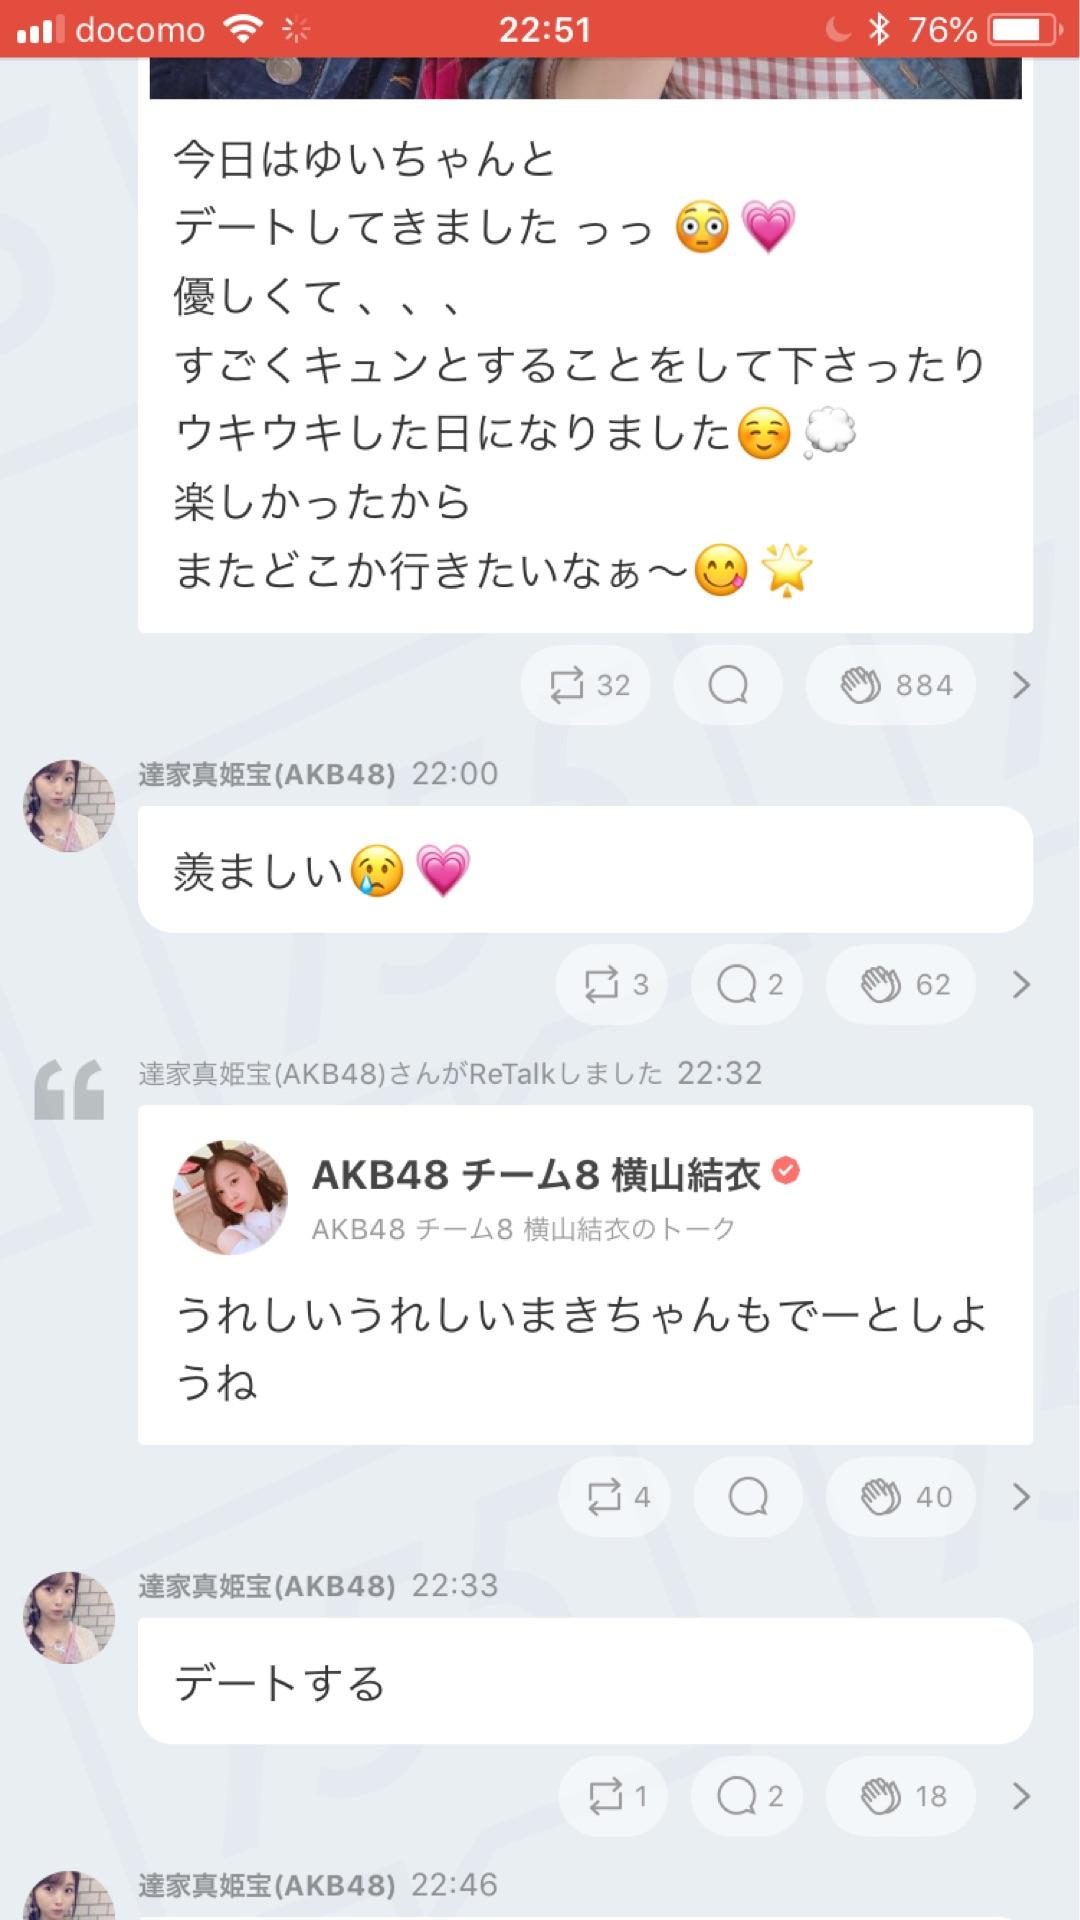 docomo 22:51 76%
今日はゆいちゃんと
デートしてきました っっ 😳💗
優しくて 、、、
すごくキュンとすることをして下さったり
ウキウキした日になりました☺️💭
楽しかったから
またどこか行きたいなぁ〜😋🌟
32 884
達家真姫宝(AKB48) 22:00
羨ましい😢💗
3 2 62
達家真姫宝(AKB48)さんがReTalkしました 22:32
AKB48 チーム8 横山結衣
AKB48 チーム8 横山結衣のトーク
うれしいうれしいまきちゃんもでーとしよ
うね
4 40
達家真姫宝(AKB48) 22:33
デートする
1 2 18
達家真姫宝(AKB48) 22:46